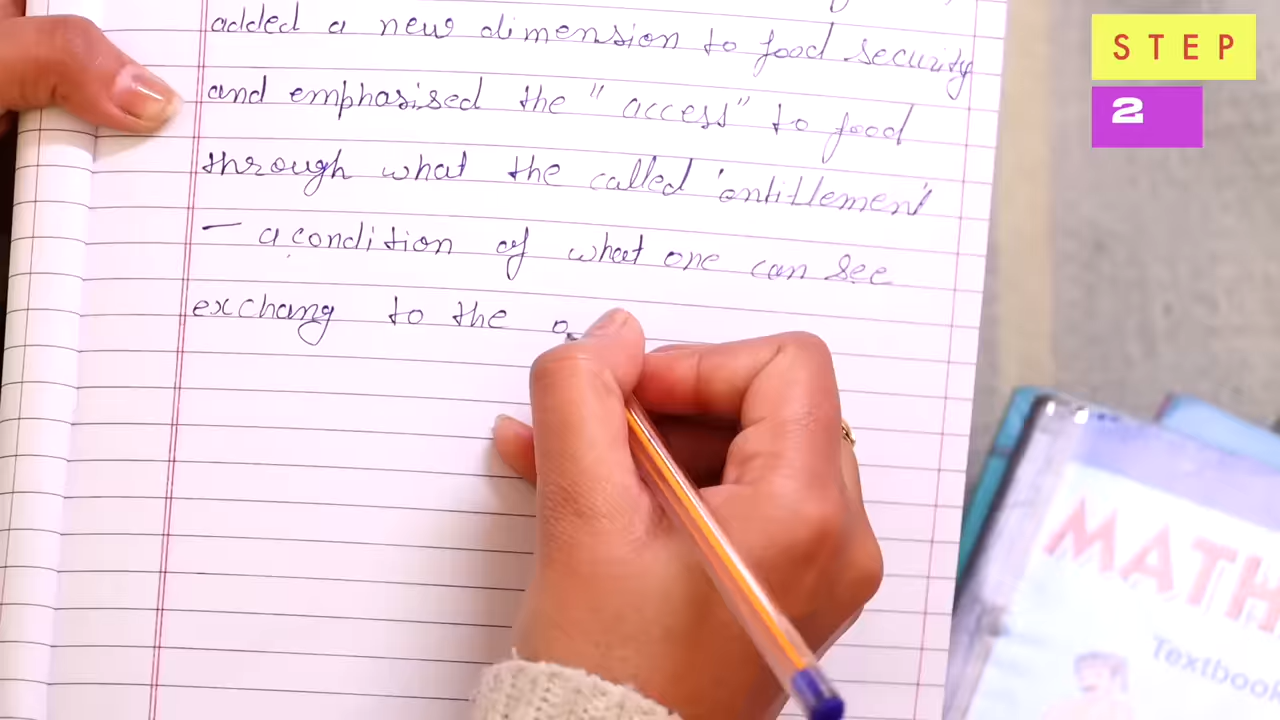 added a new dimension to food security
and emphasised the "access" to food
through what the called 'entitlement'
— a condition of what one can see
exchang to the
STEP
2
MATH
Textboo